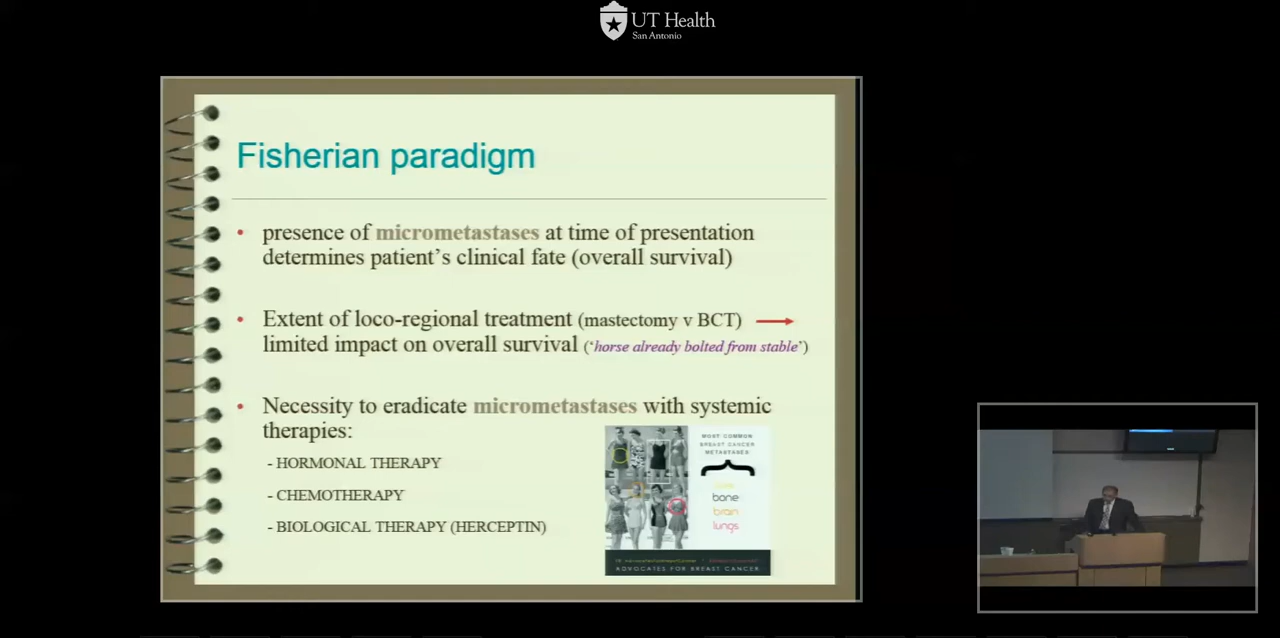 UT Health
San Antonio
Fisherian paradigm
• presence of micrometastases at time of presentation
determines patient's clinical fate (overall survival)
• Extent of loco-regional treatment (mastectomy v BCT)
limited impact on overall survival ('horse already bolted from stable')
• Necessity to eradicate micrometastases with systemic
therapies:
- HORMONAL THERAPY
- CHEMOTHERAPY
- BIOLOGICAL THERAPY (HERCEPTIN)
MOST COMMON
BREAST CANCER
METASTASES
bone
brain
lungs
ADVOCATES FOR BREAST CANCER